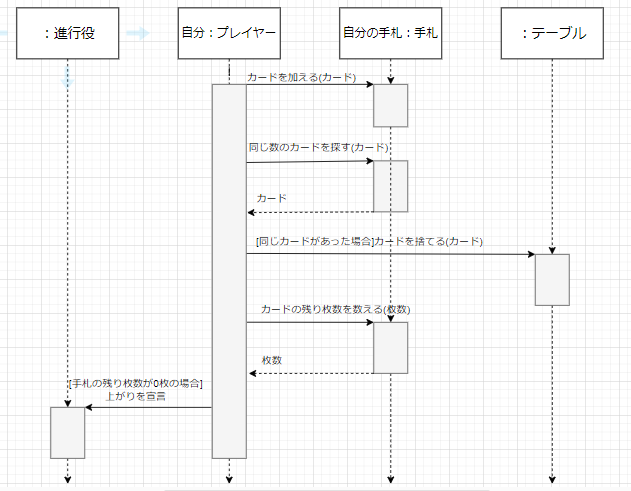 ：進行役
自分：プレイヤー
自分の手札：手札
：テーブル
カードを加える(カード)
同じ数のカードを探す(カード)
カード
[同じカードがあった場合]カードを捨てる(カード)
カードの残り枚数を数える(枚数)
枚数
[手札の残り枚数が0枚の場合]
上がりを宣言